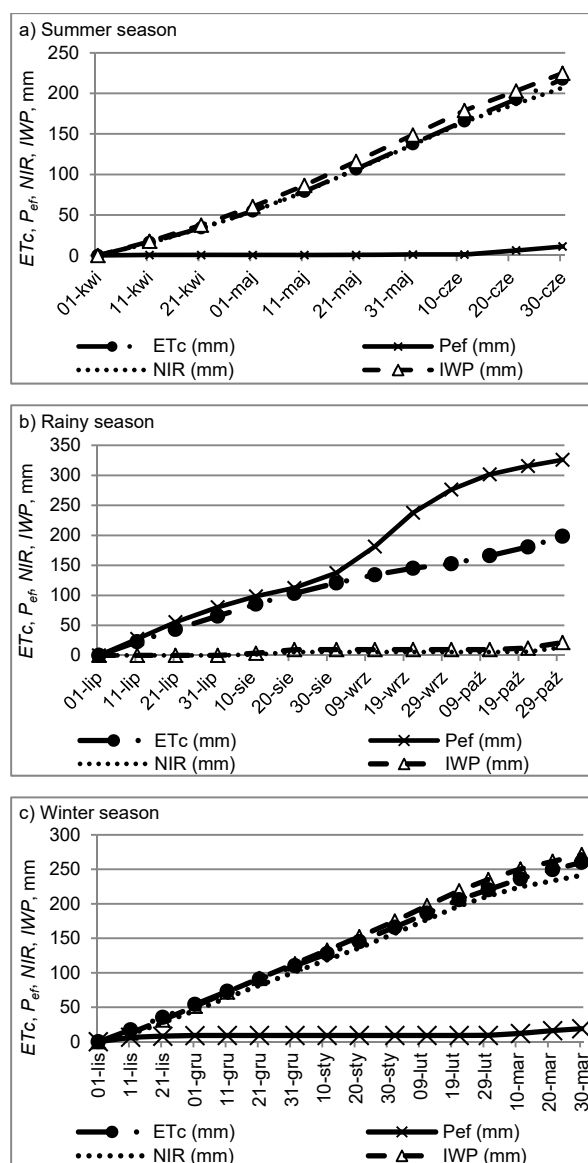 a) Summer season
ETc, Pef, NIR, IWP, mm
250
200
150
100
50
0
01-kwi
11-kwi
21-kwi
01-maj
11-maj
21-maj
31-maj
10-cze
20-cze
30-cze
ETc (mm)
Pef (mm)
NIR (mm)
IWP (mm)
b) Rainy season
ETc, Pef, NIR, IWP, mm
350
300
250
200
150
100
50
0
01-lip
11-lip
21-lip
31-lip
10-sie
20-sie
30-sie
09-wrz
19-wrz
29-wrz
09-paź
19-paź
29-paź
ETc (mm)
Pef (mm)
NIR (mm)
IWP (mm)
c) Winter season
ETc, Pef, NIR, IWP, mm
300
250
200
150
100
50
0
01-lis
11-lis
21-lis
01-gru
11-gru
21-gru
31-gru
10-sty
20-sty
30-sty
09-lut
19-lut
29-lut
10-mar
20-mar
30-mar
ETc (mm)
Pef (mm)
NIR (mm)
IWP (mm)